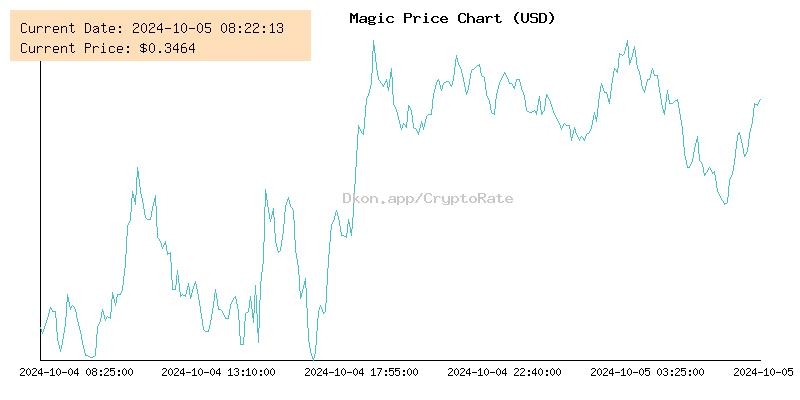 Magic Price Chart (USD)
Current Date: 2024-10-05 08:22:13
Current Price: $0.3464
Dkon.app/CryptoRate
2024-10-04 08:25:00 2024-10-04 13:10:00 2024-10-04 17:55:00 2024-10-04 22:40:00 2024-10-05 03:25:00 2024-10-05